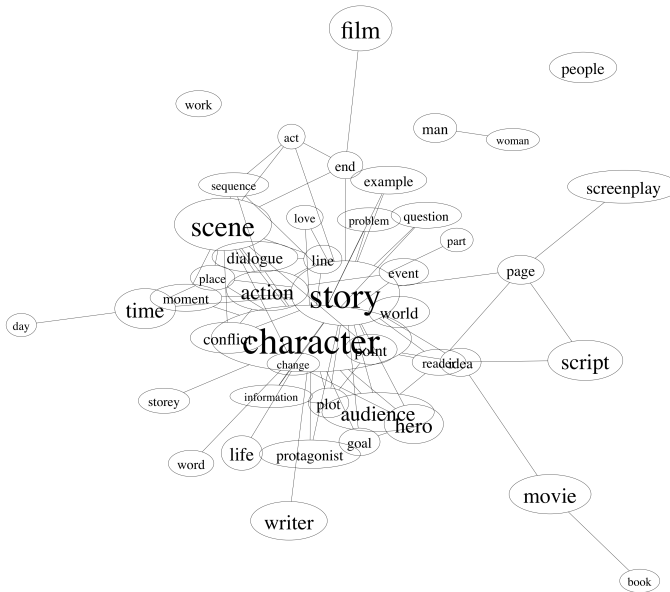 film
people
work
man
woman
act
end
example
sequence
screenplay
scene
love
problem
question
part
dialogue
line
place
event
page
action
moment
story
time
world
day
conflict
character
point
change
reader
idea
script
information
storey
plot
audience
hero
goal
life
protagonist
word
movie
writer
book